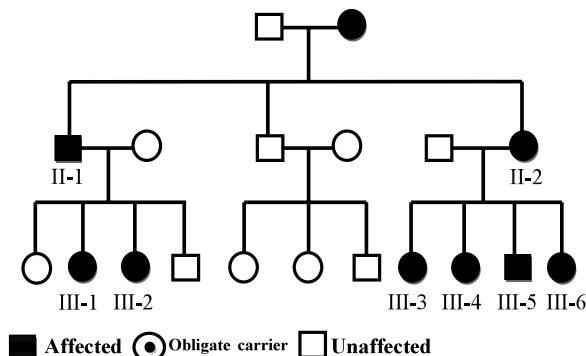 II-1
II-2
III-1 III-2 III-3 III-4 III-5 III-6
Affected Obligate carrier Unaffected